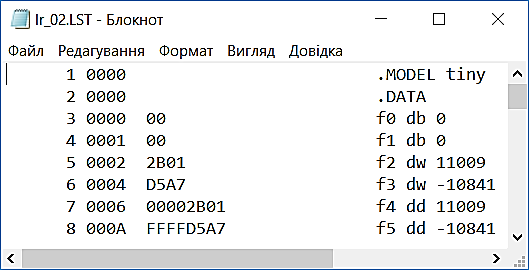 lr_02.LST - Блокнот
Файл Редагування Формат Вигляд Довідка
1 0000 .MODEL tiny
2 0000 .DATA
3 0000 00 f0 db 0
4 0001 00 f1 db 0
5 0002 2B01 f2 dw 11009
6 0004 D5A7 f3 dw -10841
7 0006 00002B01 f4 dd 11009
8 000A FFFFD5A7 f5 dd -10841